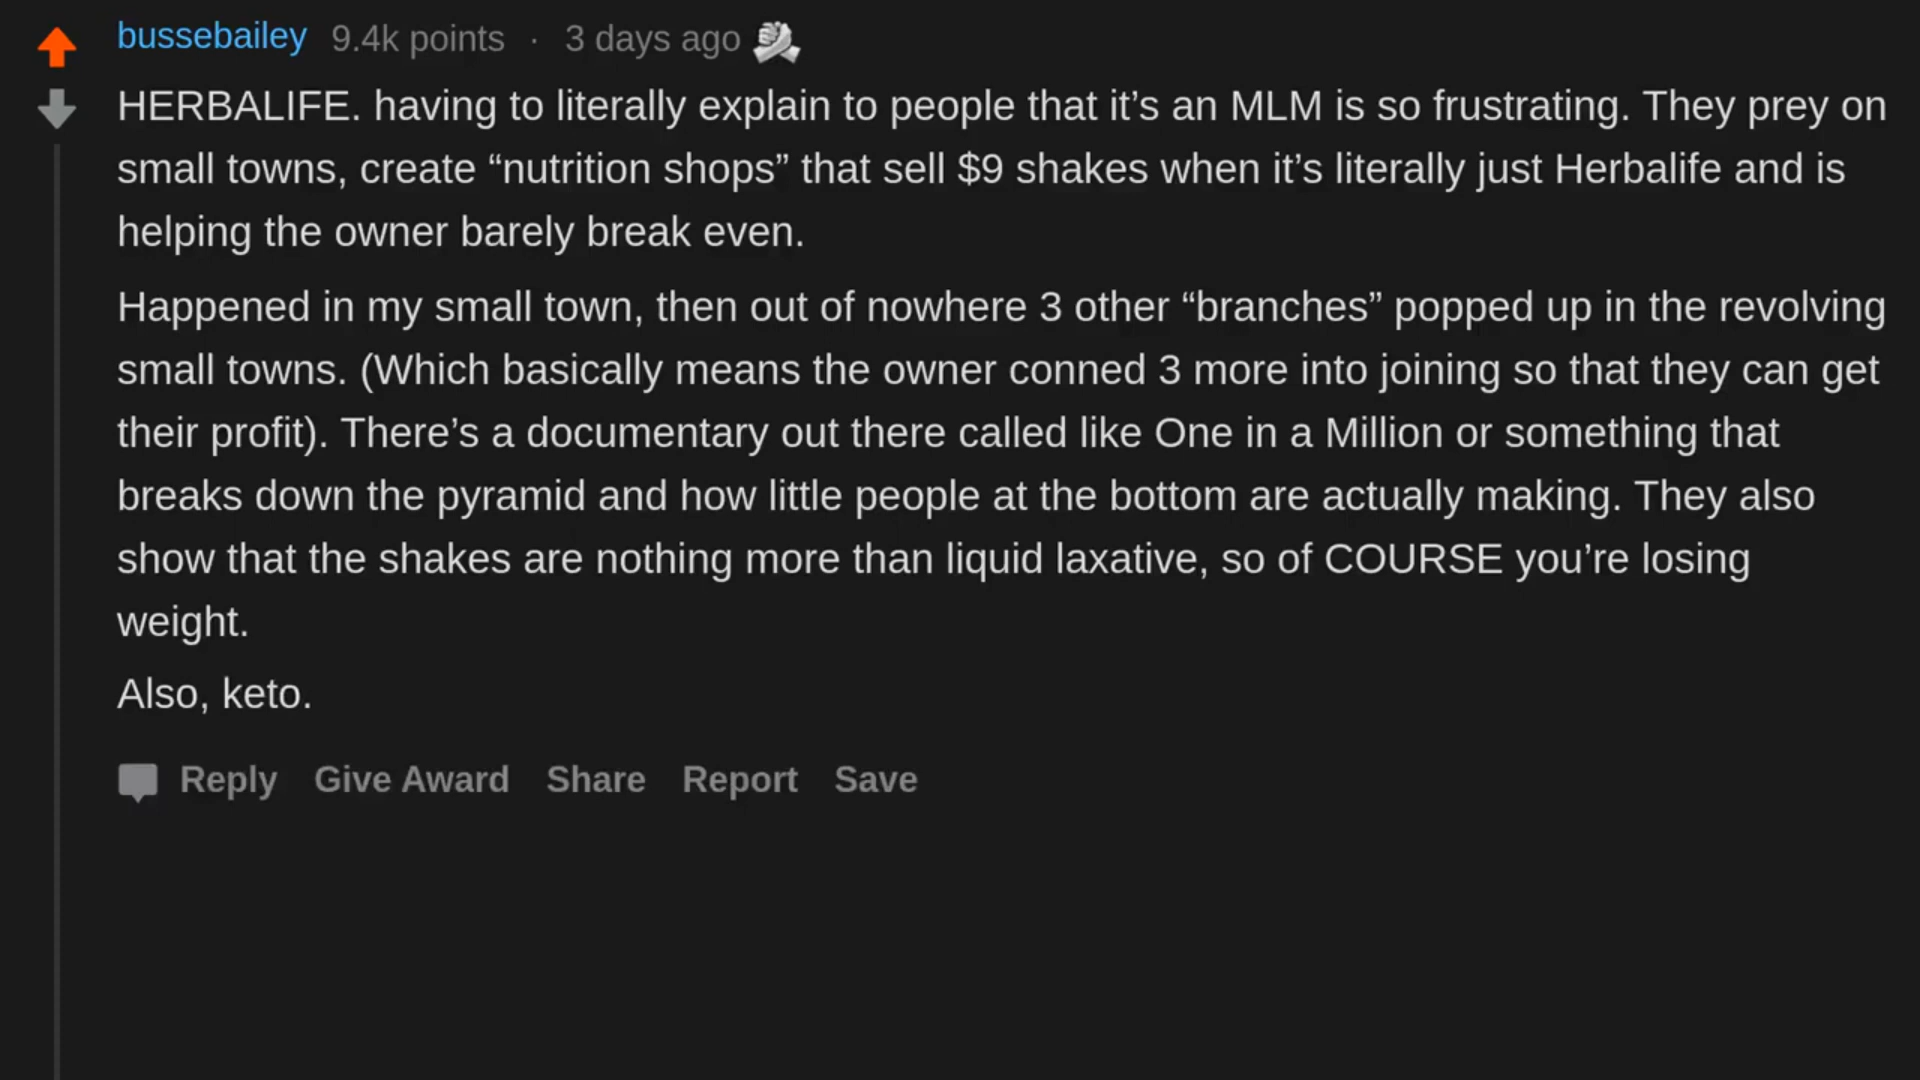 bussebailey 9.4k points · 3 days ago
HERBALIFE. having to literally explain to people that it’s an MLM is so frustrating. They prey on
small towns, create “nutrition shops” that sell $9 shakes when it’s literally just Herbalife and is
helping the owner barely break even.
Happened in my small town, then out of nowhere 3 other “branches” popped up in the revolving
small towns. (Which basically means the owner conned 3 more into joining so that they can get
their profit). There’s a documentary out there called like One in a Million or something that
breaks down the pyramid and how little people at the bottom are actually making. They also
show that the shakes are nothing more than liquid laxative, so of COURSE you’re losing
weight.
Also, keto.
Reply Give Award Share Report Save